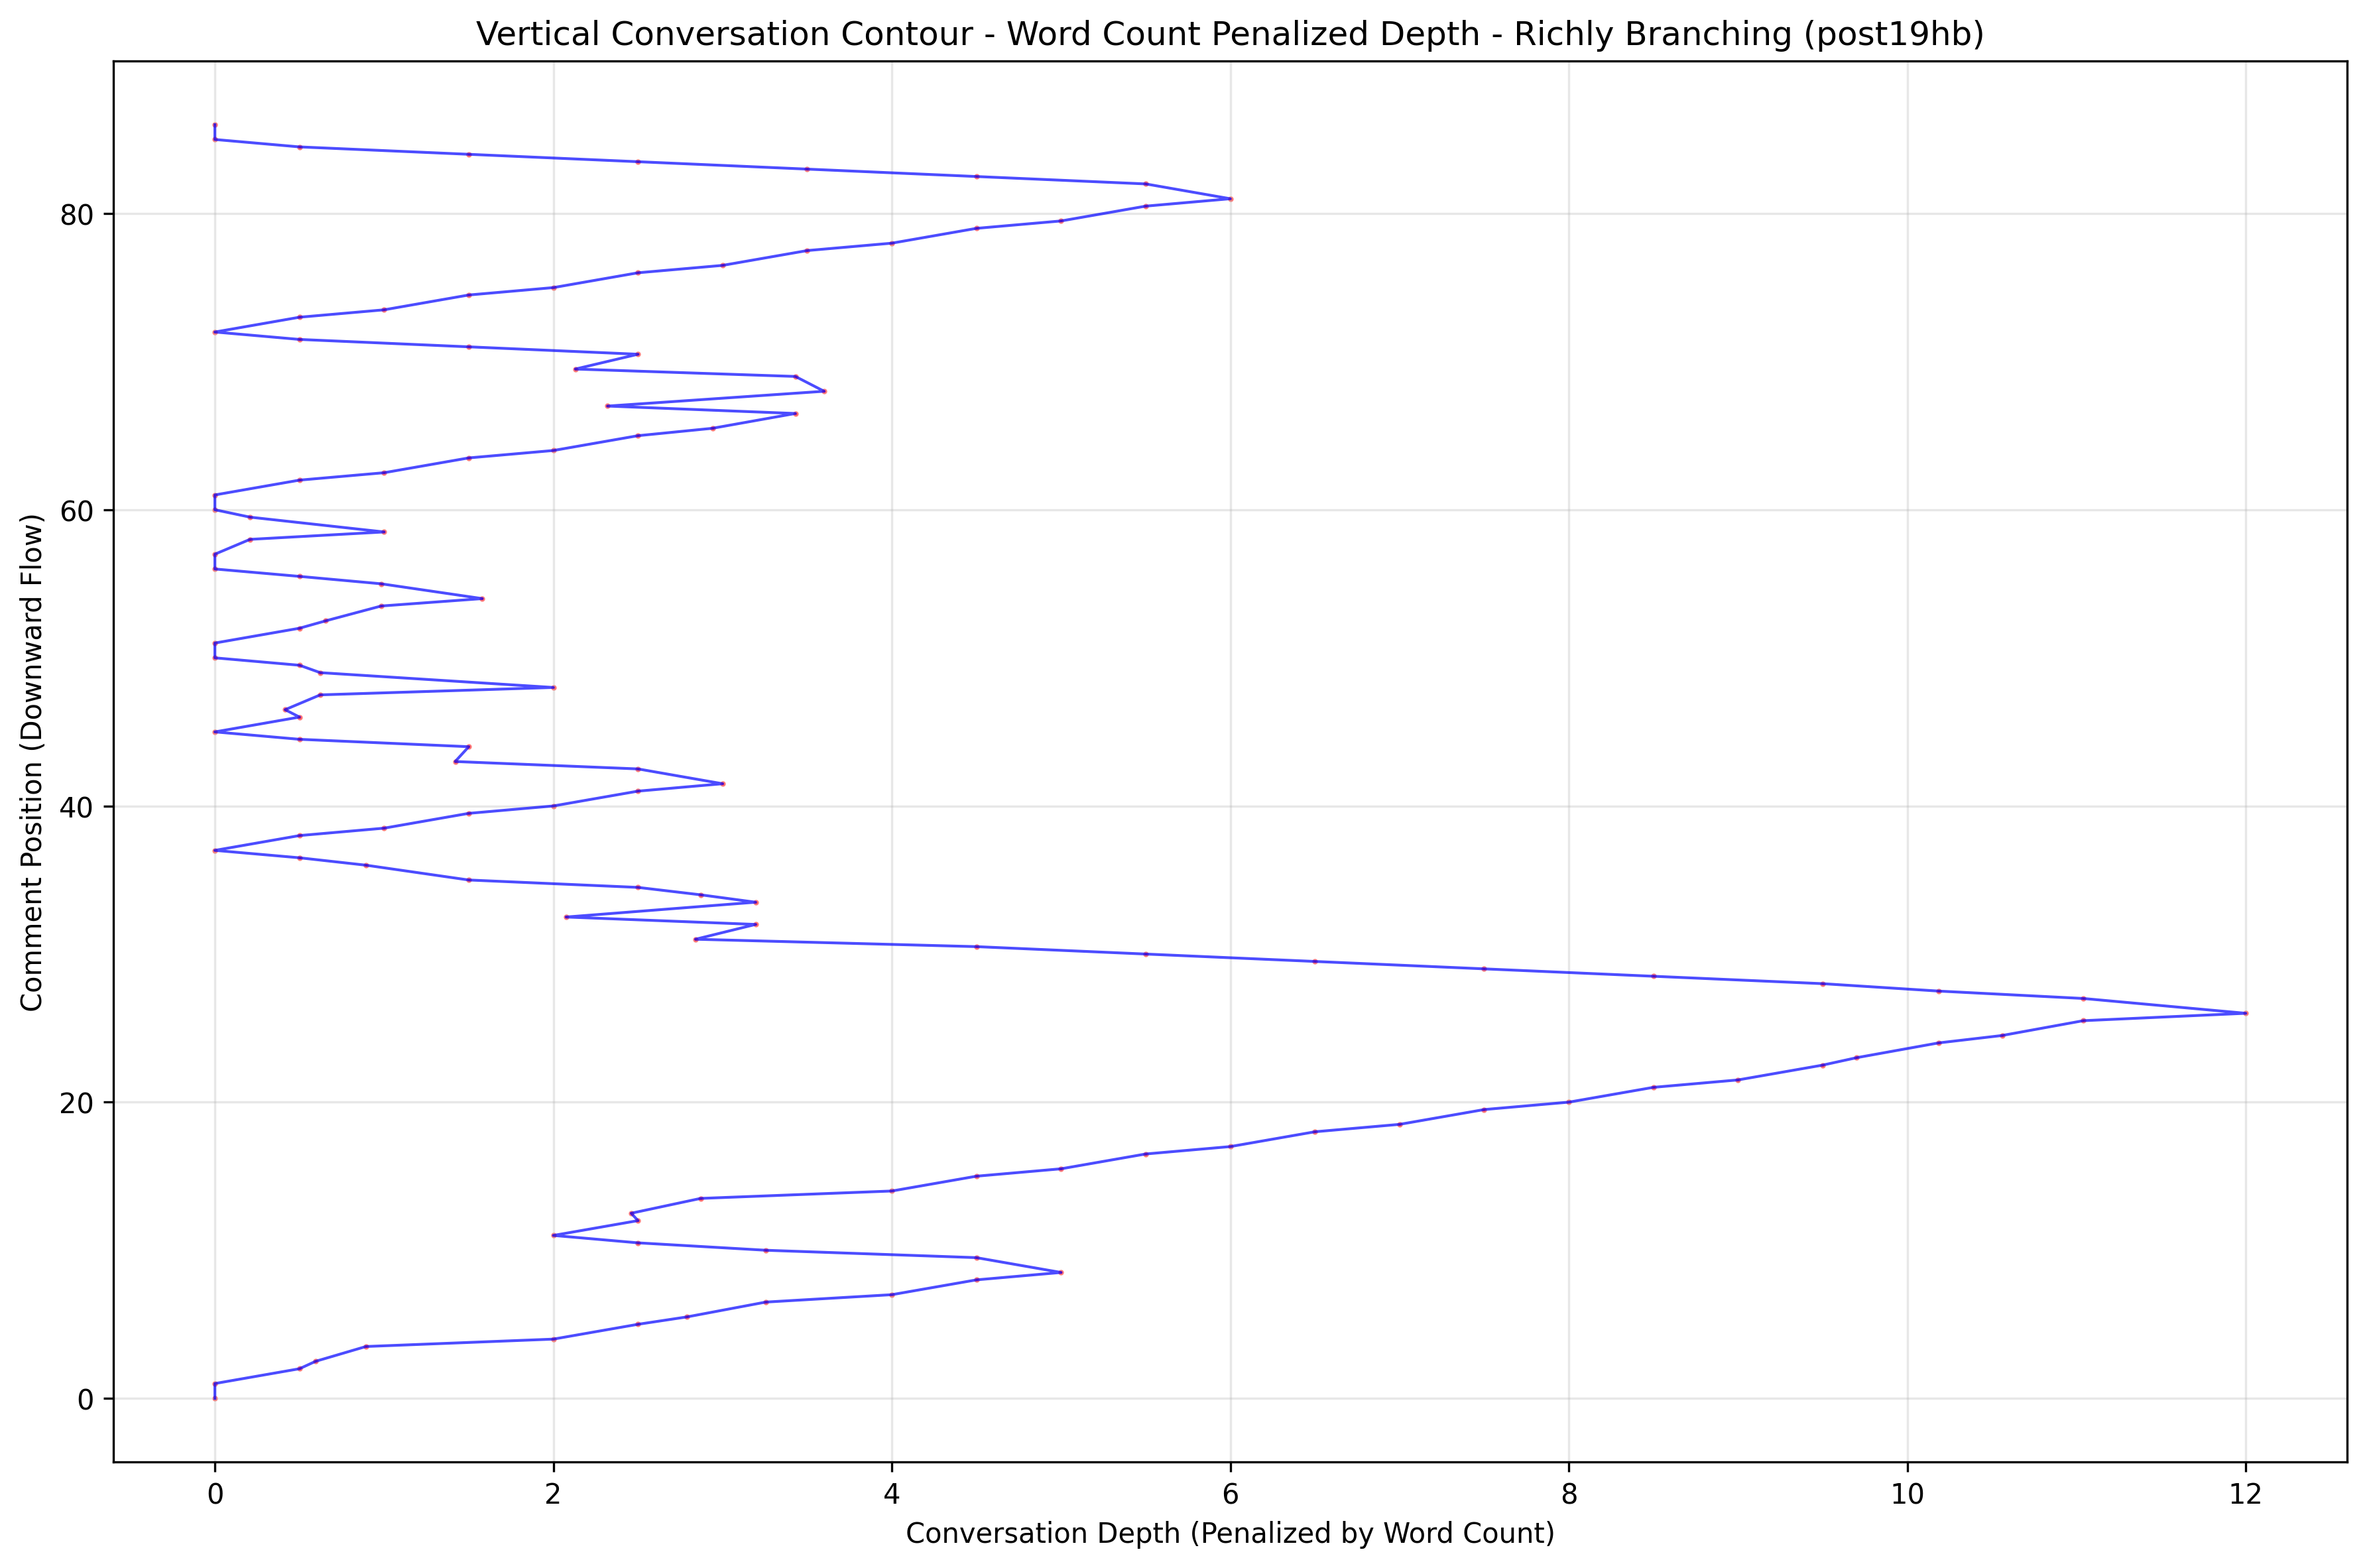 Vertical Conversation Contour - Word Count Penalized Depth - Richly Branching (post19hb)
Comment Position (Downward Flow)
80
60
40
20
0
0 2 4 6 8 10 12
Conversation Depth (Penalized by Word Count)